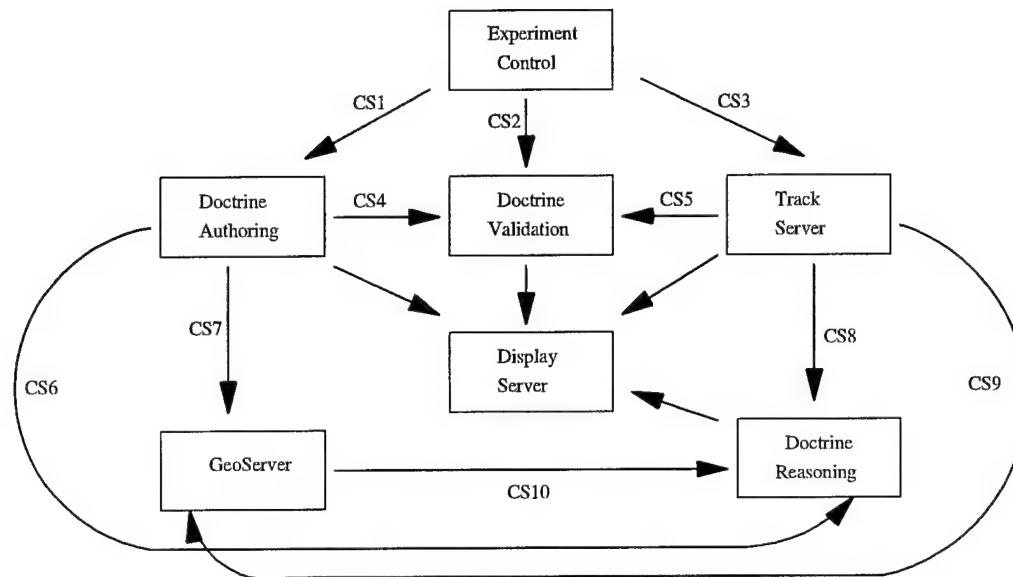 Experiment
Control
CS1
CS2
CS3
Doctrine
Authoring
CS4
Doctrine
Validation
CS5
Track
Server
CS7
Display
Server
CS8
CS6
CS9
GeoServer
CS10
Doctrine
Reasoning